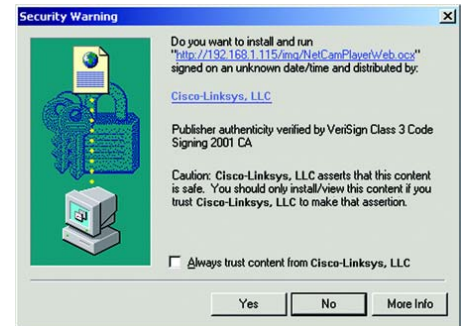 Security Warning
Do you want to install and run
"http://192.168.1.115/img/NetCamPlayerWeb.ocx"
signed on an unknown date/time and distributed by:
Cisco-Linksys, LLC
Publisher authenticity verified by VeriSign Class 3 Code
Signing 2001 CA
Caution: Cisco-Linksys, LLC asserts that this content
is safe. You should only install/view this content if you
trust Cisco-Linksys, LLC to make that assertion.
Always trust content from Cisco-Linksys, LLC
Yes No More Info